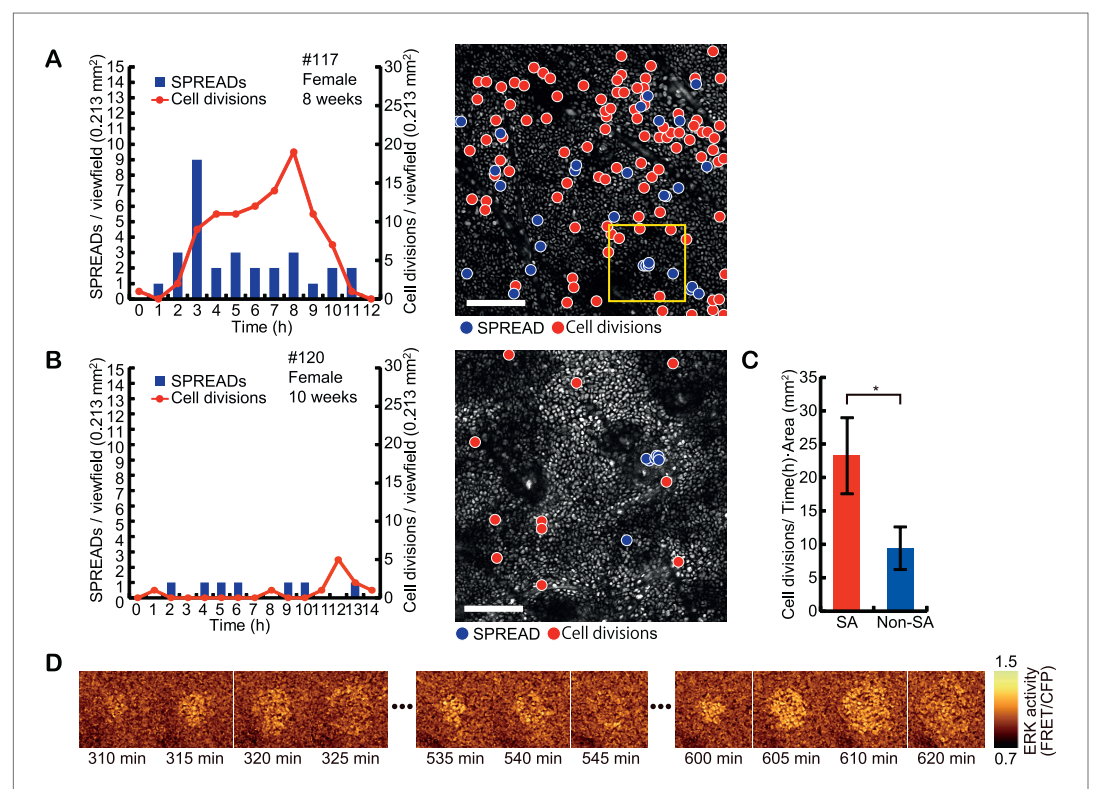 A
#117
Female
8 weeks
SPREADs
Cell divisions
SPREADs / viewfield (0.213 mm²)
15
14
13
12
11
10
9
8
7
6
5
4
3
2
1
0
Cell divisions / viewfield (0.213 mm²)
30
25
20
15
10
5
0
0 1 2 3 4 5 6 7 8 9 10 11 12
Time (h)
SPREAD Cell divisions
B
#120
Female
10 weeks
SPREADs
Cell divisions
SPREADs / viewfield (0.213 mm²)
15
14
13
12
11
10
9
8
7
6
5
4
3
2
1
0
Cell divisions / viewfield (0.213 mm²)
30
25
20
15
10
5
0
0 1 2 3 4 5 6 7 8 9 10 11 12 13 14
Time (h)
SPREAD Cell divisions
C
Cell divisions/ Time(h)·Area (mm²)
35
30
25
20
15
10
5
0
*
SA Non-SA
D
310 min 315 min 320 min 325 min 535 min 540 min 545 min 600 min 605 min 610 min 620 min
1.5
0.7
ERK activity
(FRET/CFP)